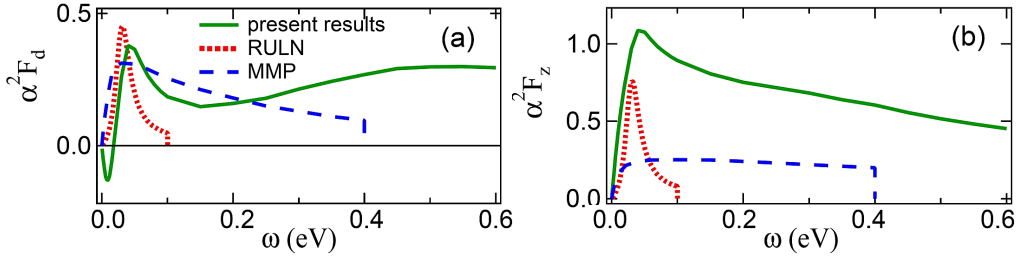 0.5
0.0
α²F_d
present results
RULN
MMP
(a)
0.0 0.2 0.4 0.6
ω (eV)
1.0
0.5
0.0
α²F_z
(b)
0.0 0.2 0.4 0.6
ω (eV)